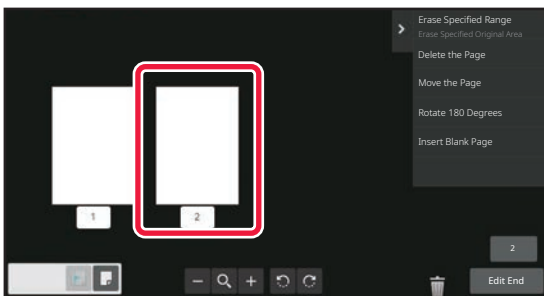 Erase Specified Range
Erase Specified Original Area
Delete the Page
Move the Page
Rotate 180 Degrees
Insert Blank Page
1
2
2
Edit End